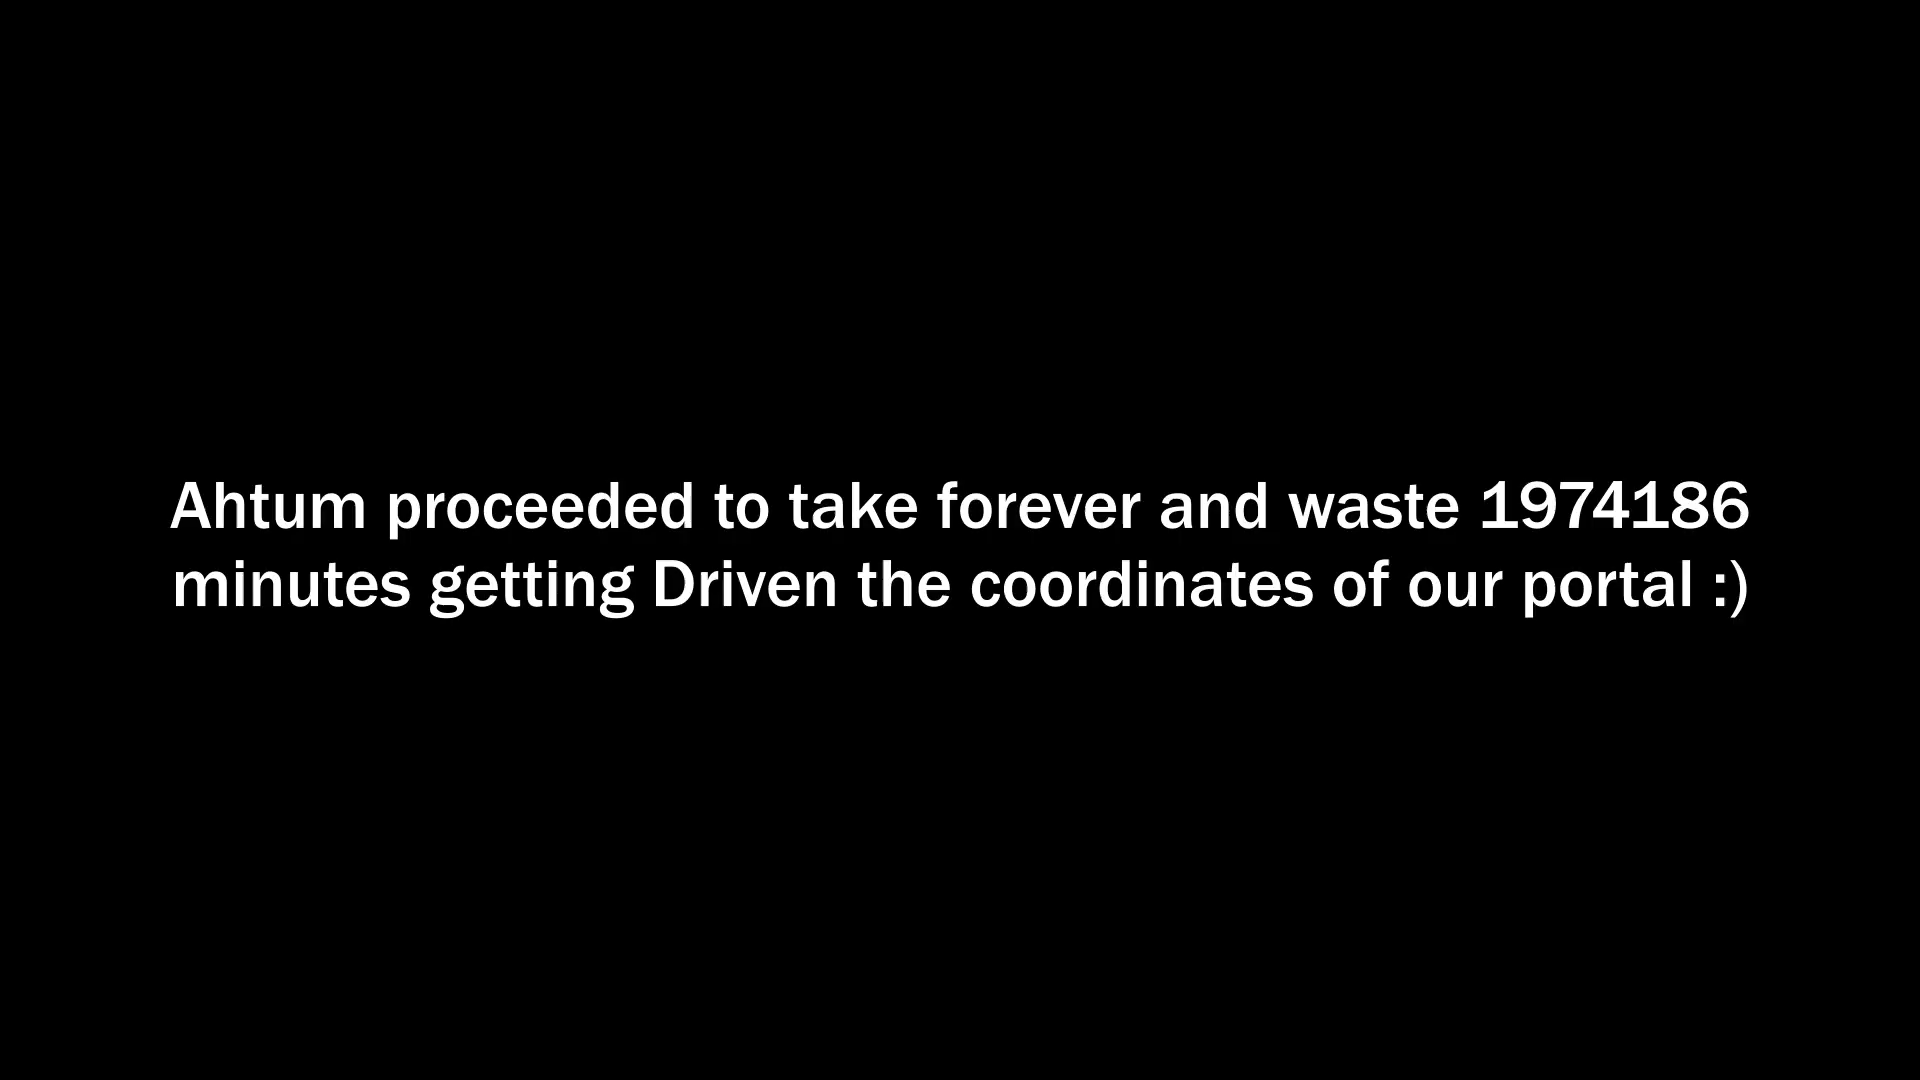 Ahtum proceeded to take forever and waste 1974186
minutes getting Driven the coordinates of our portal :)